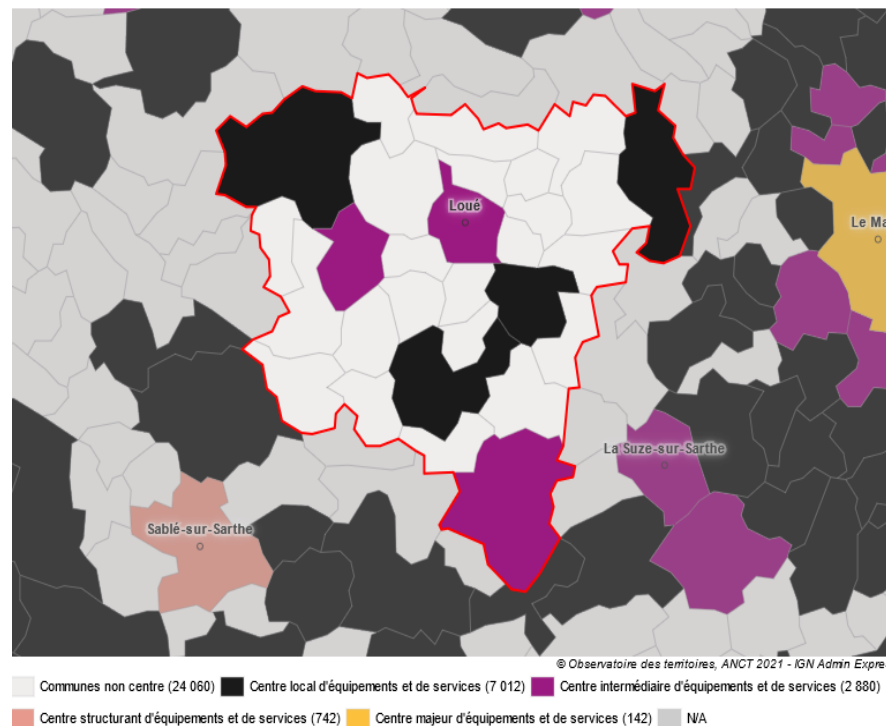 Loué
Le Ma
La Suze-sur-Sarthe
Sablé-sur-Sarthe
© Observatoire des territoires, ANCT 2021 - IGN Admin Expre
Communes non centre (24 060) Centre local d'équipements et de services (7 012) Centre intermédiaire d'équipements et de services (2 880)
Centre structurant d'équipements et de services (742) Centre majeur d'équipements et de services (142) N/A